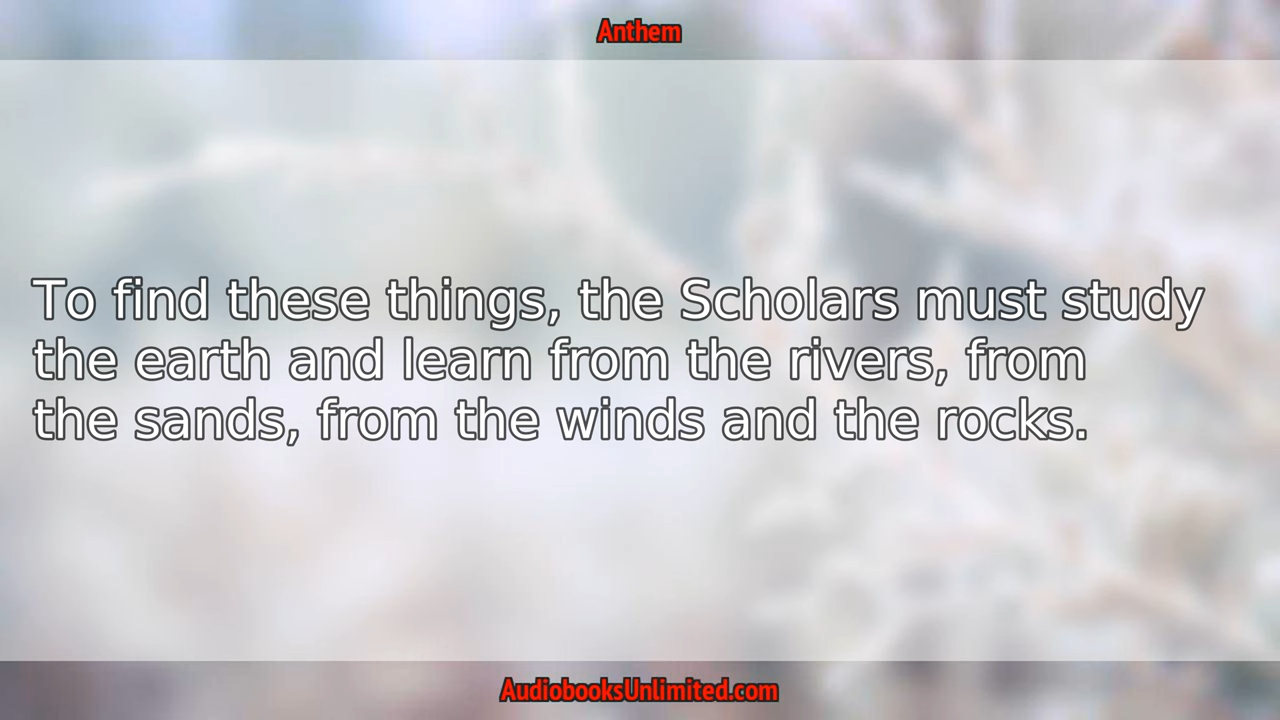 Anthem
To find these things, the Scholars must study
the earth and learn from the rivers, from
the sands, from the winds and the rocks.
AudiobooksUnlimited.com